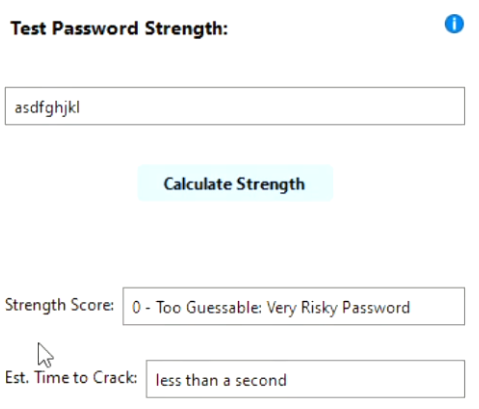 Test Password Strength:
asdfghjkl
Calculate Strength
Strength Score: 0 - Too Guessable: Very Risky Password
Est. Time to Crack: less than a second